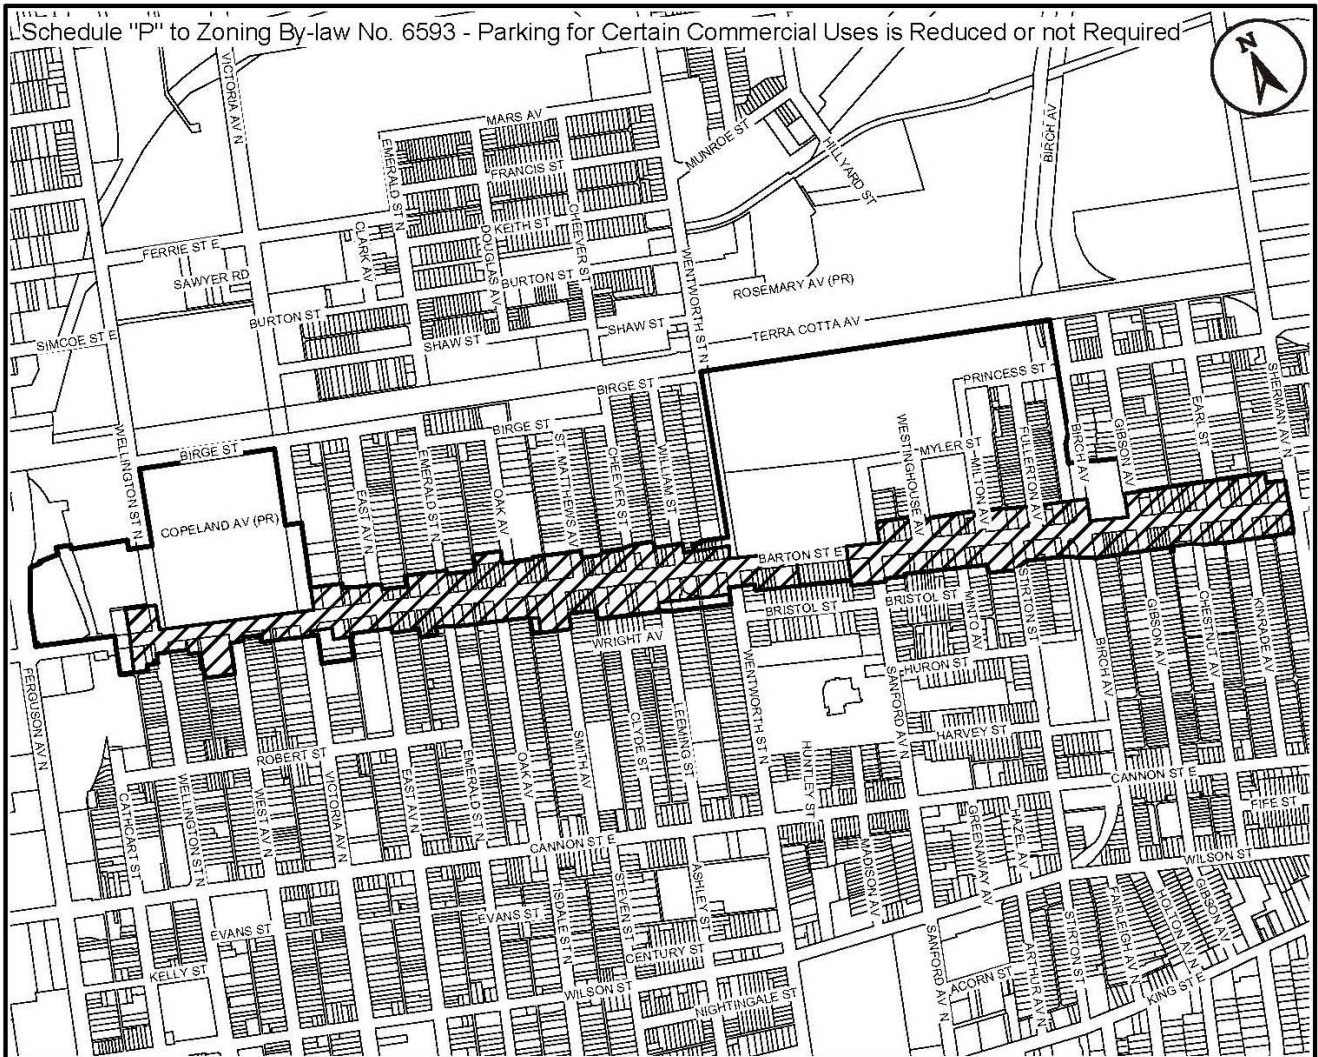 Schedule "P" to Zoning By-law No. 6593 - Parking for Certain Commercial Uses is Reduced or not Required
N
VICTORIA AV N
MARS AV
EMERALD ST N
FRANCIS ST
MUNROE ST
HILLYARD ST
BIRCH AV
KEITH ST
CHEEVER ST
DOUGLAS AV
CLARK AV
FERRIE ST E
SAWYER RD
BURTON ST
BURTON ST
WENTWORTH ST N
ROSEMARY AV (PR)
SIMCOE ST E
SHAW ST
SHAW ST
TERRA COTTA AV
BIRGE ST
PRINCESS ST
SHERMAN AV N
WELLINGTON ST N
BIRGE ST
BIRGE ST
EAST AV N
EMERALD ST N
OAK AV
ST. MATTHEWS AV
CHEEVER ST
WILLIAM ST
WESTINGHOUSE AV
MYLER ST
MILTON AV
FULLERTON AV
BIRCH AV
GIBSON AV
EARL ST
COPELAND AV (PR)
BARTON ST E
BRISTOL ST
BRISTOL ST
MINTO AV
STIRTON ST
WRIGHT AV
HURON ST
GIBSON AV
CHESTNUT AV
KINRADE AV
FERGUSON AV N
WENTWORTH ST N
SANFORD AV N
BIRCH AV
ROBERT ST
CLYDE ST
LEEMING ST
HARVEY ST
CATHCART ST
WELLINGTON ST N
WEST AV N
VICTORIA AV N
EAST AV N
EMERALD ST N
OAK AV
SMITH AV
HUNTLEY ST
CANNON ST E
FIFE ST
CANNON ST E
MADISON AV
GREENAWAY AV
HAZEL AV
WILSON ST
EVANS ST
EVANS ST
TISDALE ST N
STEVEN ST
ASHLEY ST
CENTURY ST
SANFORD AV N
ARTHUR AV N
STIRTON ST
FAIRLEIGH AV N
HOLTON AV N
GIBSON AV
KELLY ST
WILSON ST
NIGHTINGALE ST
ACORN ST
KING ST E